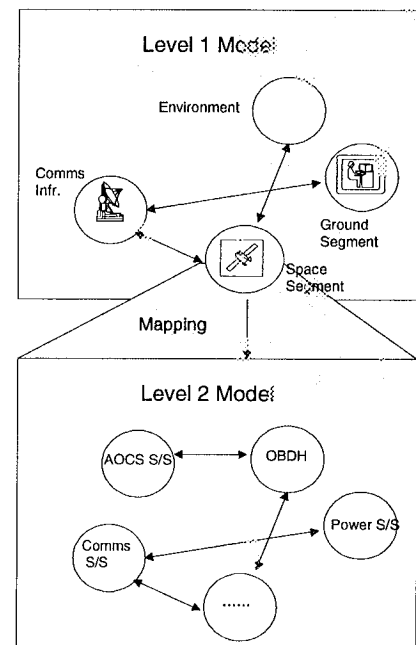 Level 1 Model
Environment
Comms
Infr.
Ground
Segment
Space
Segment
Mapping
Level 2 Model
AOCS S/S
OBDH
Power S/S
Comms
S/S
......